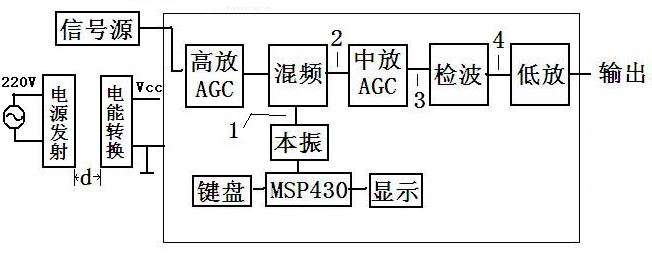 信号源
高放
AGC
混频
2
中放
AGC
3
检波
4
低放
输出
220V
电源发射
d
电能转换
Vcc
1
本振
键盘
MSP430
显示